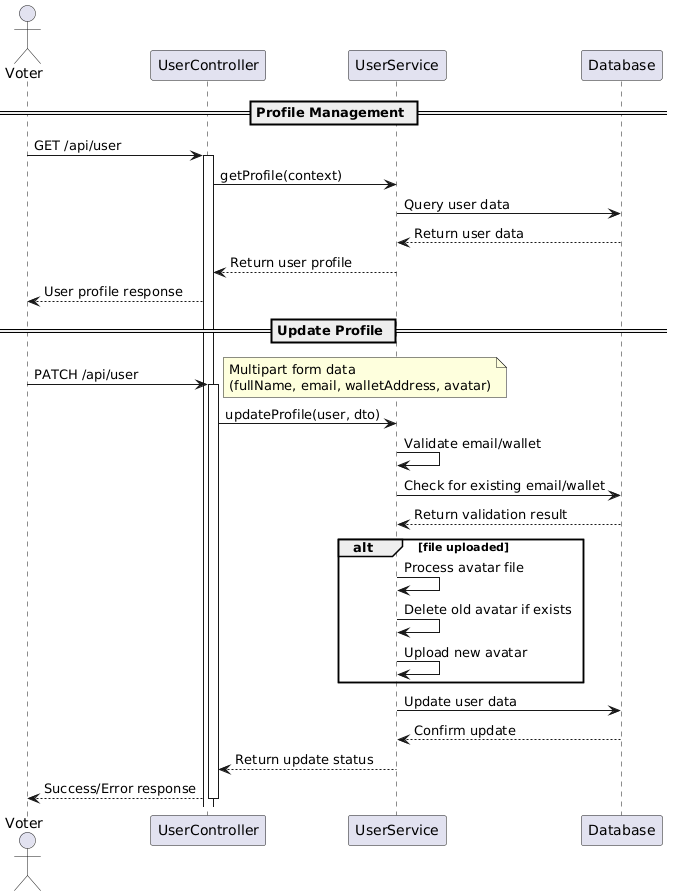 Voter
UserController
UserService
Database
Profile Management
GET /api/user
getProfile(context)
Query user data
Return user data
Return user profile
User profile response
Update Profile
PATCH /api/user
Multipart form data
(fullName, email, walletAddress, avatar)
updateProfile(user, dto)
Validate email/wallet
Check for existing email/wallet
Return validation result
alt
[file uploaded]
Process avatar file
Delete old avatar if exists
Upload new avatar
Update user data
Confirm update
Return update status
Success/Error response
Voter
UserController
UserService
Database